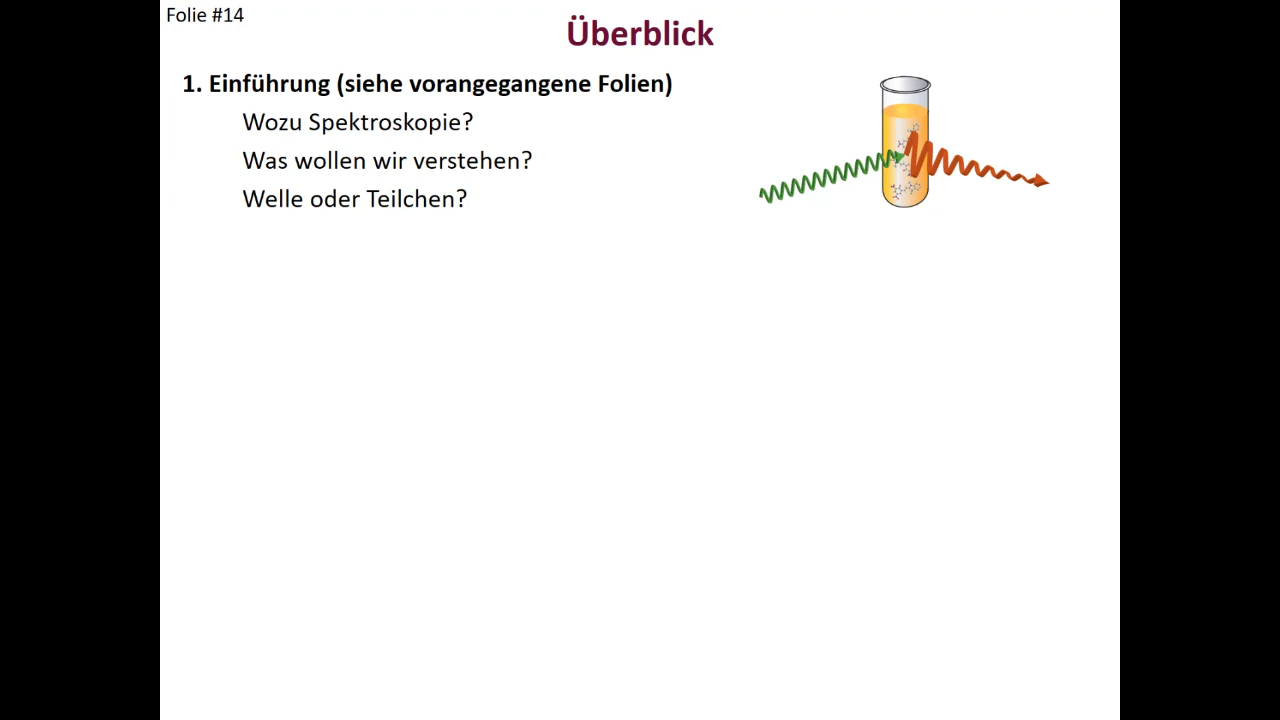 Folie #14
Überblick
1. Einführung (siehe vorangegangene Folien)
Wozu Spektroskopie?
Was wollen wir verstehen?
Welle oder Teilchen?